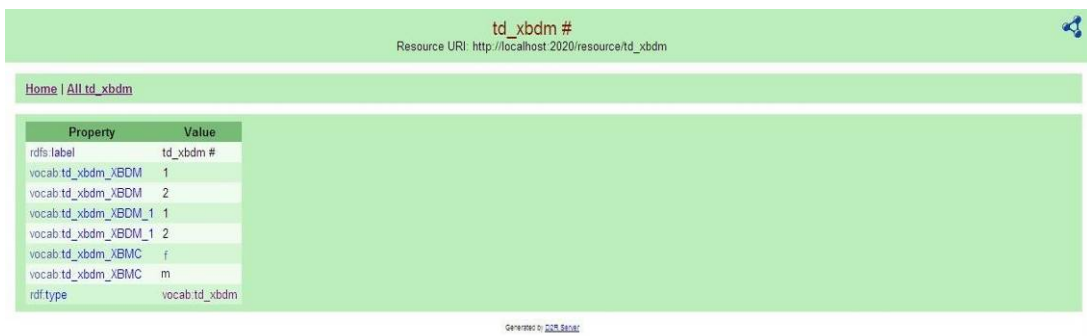 td_xbdm #
Resource URI: http://localhost:2020/resource/td_xbdm
Home | All td_xbdm
Property Value
rdfs:label td_xbdm #
vocab:td_xbdm_XBDM 1
vocab:td_xbdm_XBDM 2
vocab:td_xbdm_XBDM_1 1
vocab:td_xbdm_XBDM_1 2
vocab:td_xbdm_XBMC f
vocab:td_xbdm_XBMC m
rdf:type vocab:td_xbdm
Generated by D2R Server